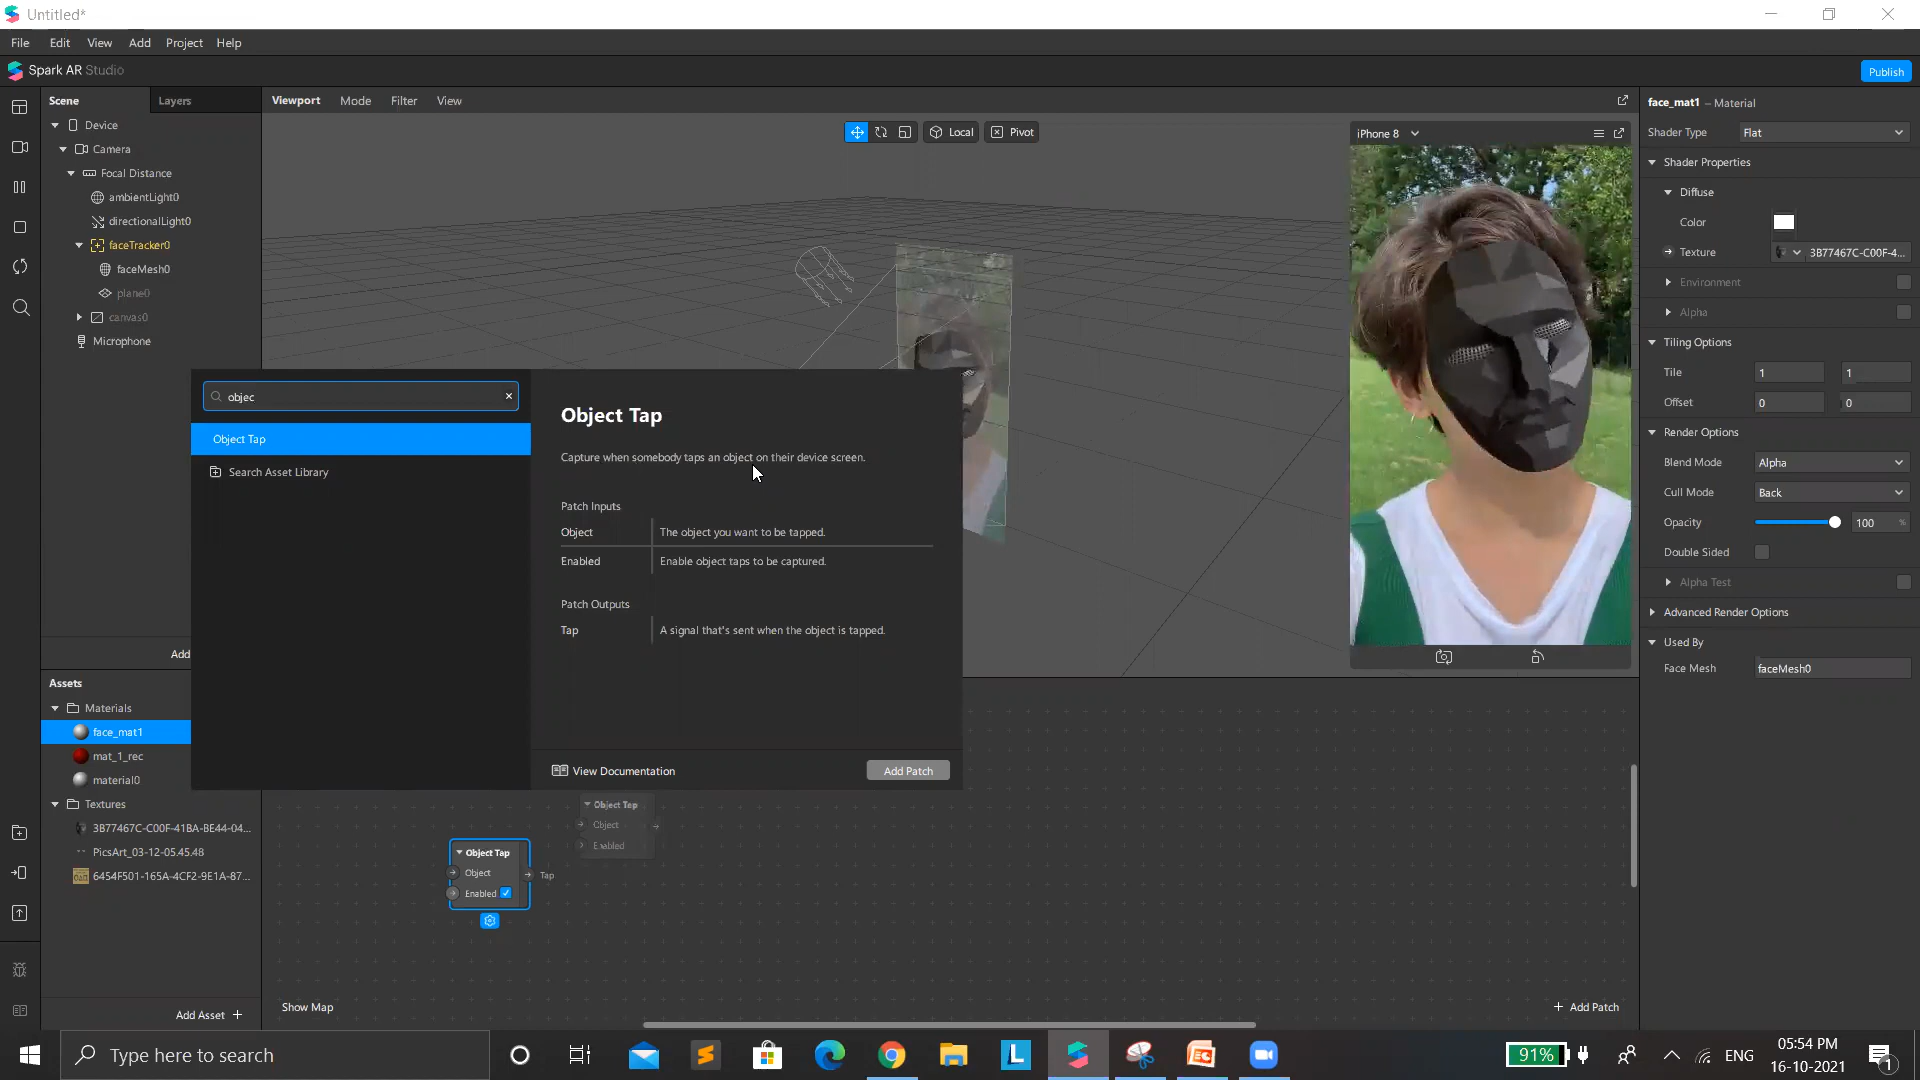 Untitled*
File Edit View Add Project Help
Spark AR Studio
Publish
Scene
Layers
Device
Camera
Focal Distance
ambientLight0
directionalLight0
faceTracker0
faceMesh0
plane0
canvas0
Microphone
Add
Viewport Mode Filter View
Local
Pivot
iPhone 8
objec
Object Tap
Search Asset Library
Object Tap
Capture when somebody taps an object on their device screen.
Patch Inputs
Object
The object you want to be tapped.
Enabled
Enable object taps to be captured.
Patch Outputs
Tap
A signal that's sent when the object is tapped.
View Documentation
Add Patch
face_mat1 – Material
Shader Type
Flat
Shader Properties
Diffuse
Color
Texture
3B77467C-C00F-4...
Environment
Alpha
Tiling Options
Tile
1
1
Offset
0
0
Render Options
Blend Mode
Alpha
Cull Mode
Back
Opacity
100 %
Double Sided
Alpha Test
Advanced Render Options
Used By
Face Mesh
faceMesh0
Assets
Materials
face_mat1
mat_1_rec
material0
Textures
3B77467C-C00F-41BA-BE44-04...
PicsArt_03-12-05.45.48
6454F501-165A-4CF2-9E1A-87...
Add Asset +
Object Tap
Object
Enabled
Object Tap
Object
Enabled
Tap
Show Map
+ Add Patch
Type here to search
91%
ENG
05:54 PM
16-10-2021
1